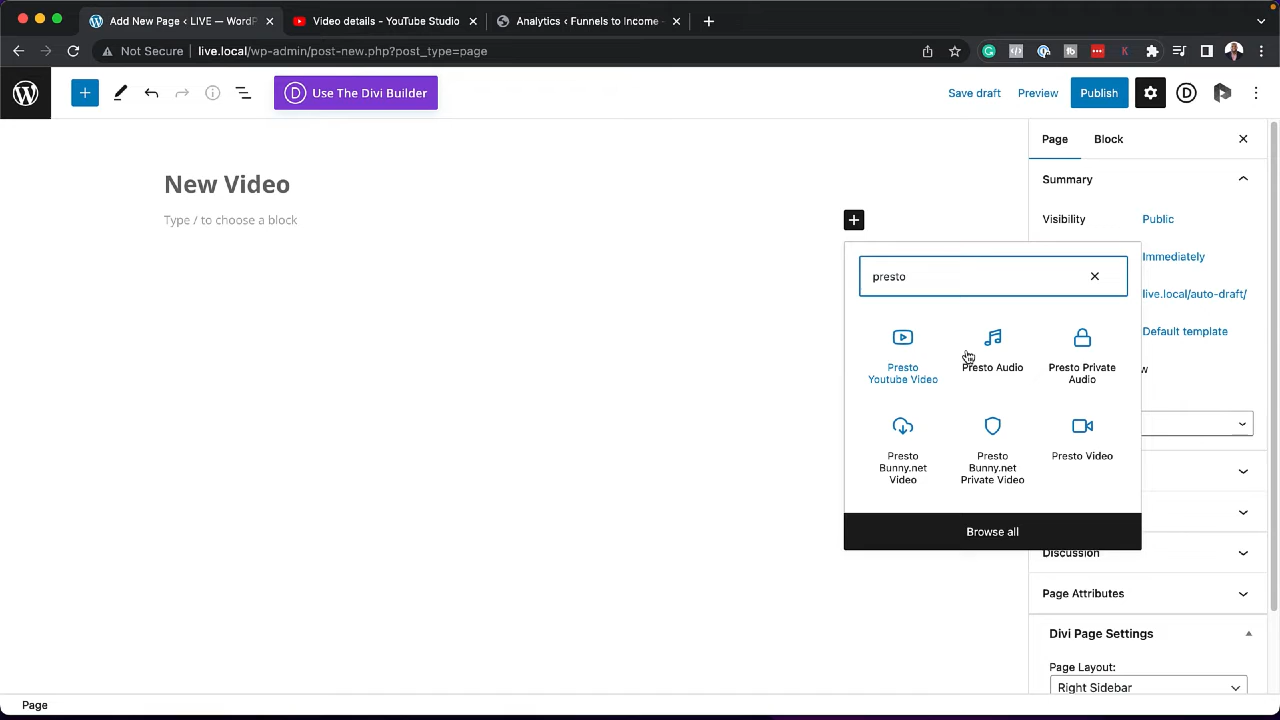 Add New Page ‹ LIVE — WordP
Video details - YouTube Studio
Analytics ‹ Funnels to Income -
Not Secure
live.local/wp-admin/post-new.php?post_type=page
Use The Divi Builder
Save draft
Preview
Publish
Page
Block
New Video
Type / to choose a block
Summary
Visibility
Public
Immediately
live.local/auto-draft/
Default template
w
presto
Presto
Youtube Video
Presto Audio
Presto Private
Audio
Presto
Bunny.net
Video
Presto
Bunny.net
Private Video
Presto Video
Browse all
Discussion
Page Attributes
Divi Page Settings
Page Layout:
Right Sidebar
Page